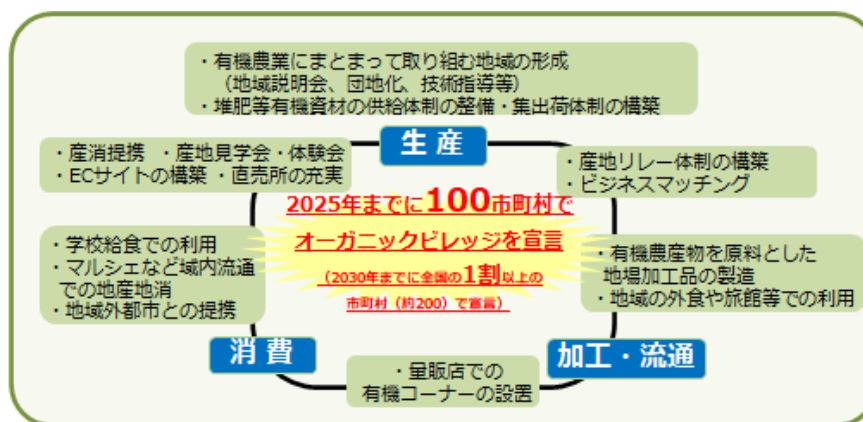 ・有機農業にまとまって取り組む地域の形成
（地域説明会、団地化、技術指導等）
・堆肥等有機資材の供給体制の整備・集出荷体制の構築
生 産
・産消提携 ・産地見学会・体験会
・ECサイトの構築 ・直売所の充実
・産地リレー体制の構築
・ビジネスマッチング
2025年までに100市町村で
オーガニックビレッジを宣言
（2030年までに全国の1割以上の
市町村（約200）で宣言）
・学校給食での利用
・マルシェなど域内流通
での地産地消
・地域外都市との提携
・有機農産物を原料とした
地場加工品の製造
・地域の外食や旅館等での利用
消 費
加工・流通
・量販店での
有機コーナーの設置